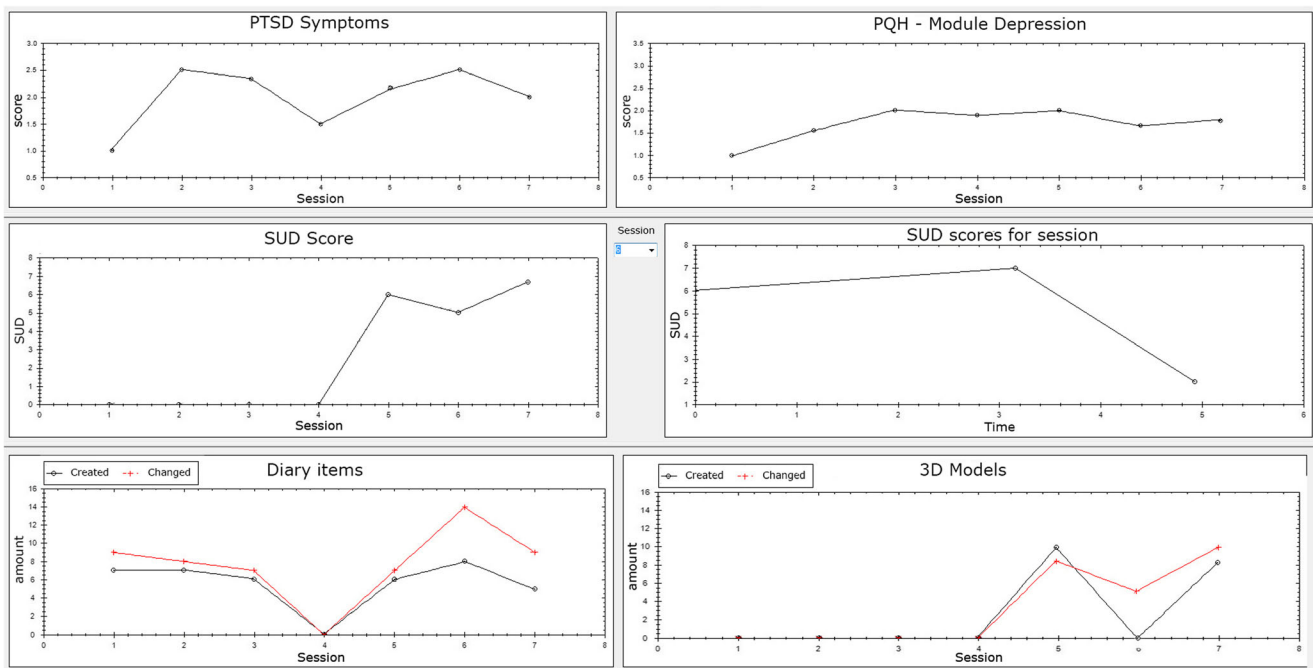 PTSD Symptoms
3.0
2.5
2.0
1.5
1.0
0.5
score
0 1 2 3 4 5 6 7 8
Session
PQH - Module Depression
3.5
3.0
2.5
2.0
1.5
1.0
0.5
score
0 1 2 3 4 5 6 7 8
Session
SUD Score
8
7
6
5
4
3
2
1
0
SUD
0 1 2 3 4 5 6 7 8
Session
Session
6
SUD scores for session
8
7
6
5
4
3
2
1
SUD
0 1 2 3 4 5 6
Time
Created Changed
Diary items
16
14
12
10
8
6
4
2
0
amount
0 1 2 3 4 5 6 7 8
Session
Created Changed
3D Models
16
14
12
10
8
6
4
2
0
amount
0 1 2 3 4 5 6 7 8
Session